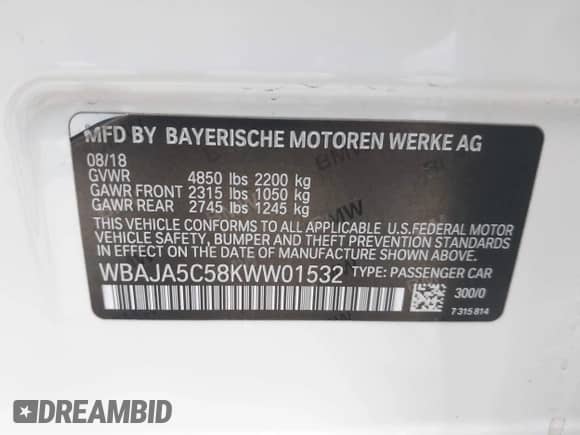 MFD BY BAYERISCHE MOTOREN WERKE AG
08/18
GVWR 4850 lbs 2200 kg
GAWR FRONT 2315 lbs 1050 kg
GAWR REAR 2745 lbs 1245 kg
THIS VEHICLE CONFORMS TO ALL APPLICABLE U.S.FEDERAL MOTOR
VEHICLE SAFETY, BUMPER AND THEFT PREVENTION STANDARDS
IN EFFECT ON THE DATE OF MANUFACTURE SHOWN ABOVE.
WBAJA5C58KWW01532 TYPE: PASSENGER CAR
300/0
7 315 814
DREAMBID